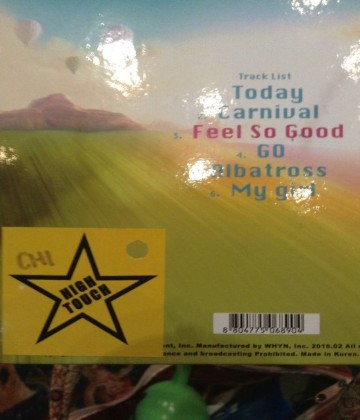 Track List
Today
Carnival
3. Feel So Good
4. GO
Albatross
6. My girl
CHI
HIGH
TOUCH
8 804775 068904
Inc. Manufactured by WHYN, Inc. 2016.02 All
and broadcasting Prohibited. Made in Korea.